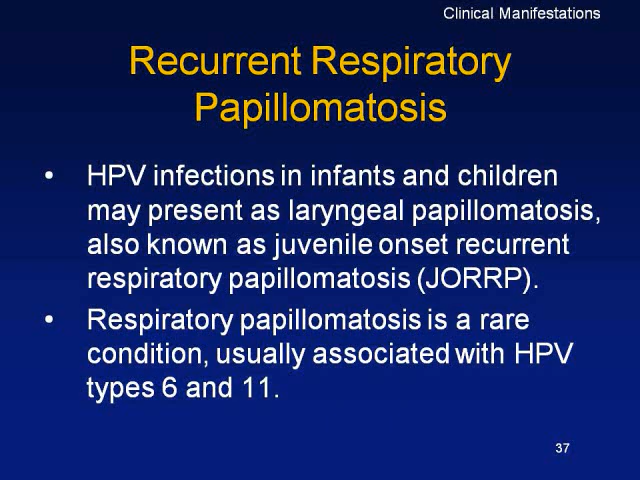 Clinical Manifestations
Recurrent Respiratory
Papillomatosis
• HPV infections in infants and children
may present as laryngeal papillomatosis,
also known as juvenile onset recurrent
respiratory papillomatosis (JORRP).
• Respiratory papillomatosis is a rare
condition, usually associated with HPV
types 6 and 11.
37